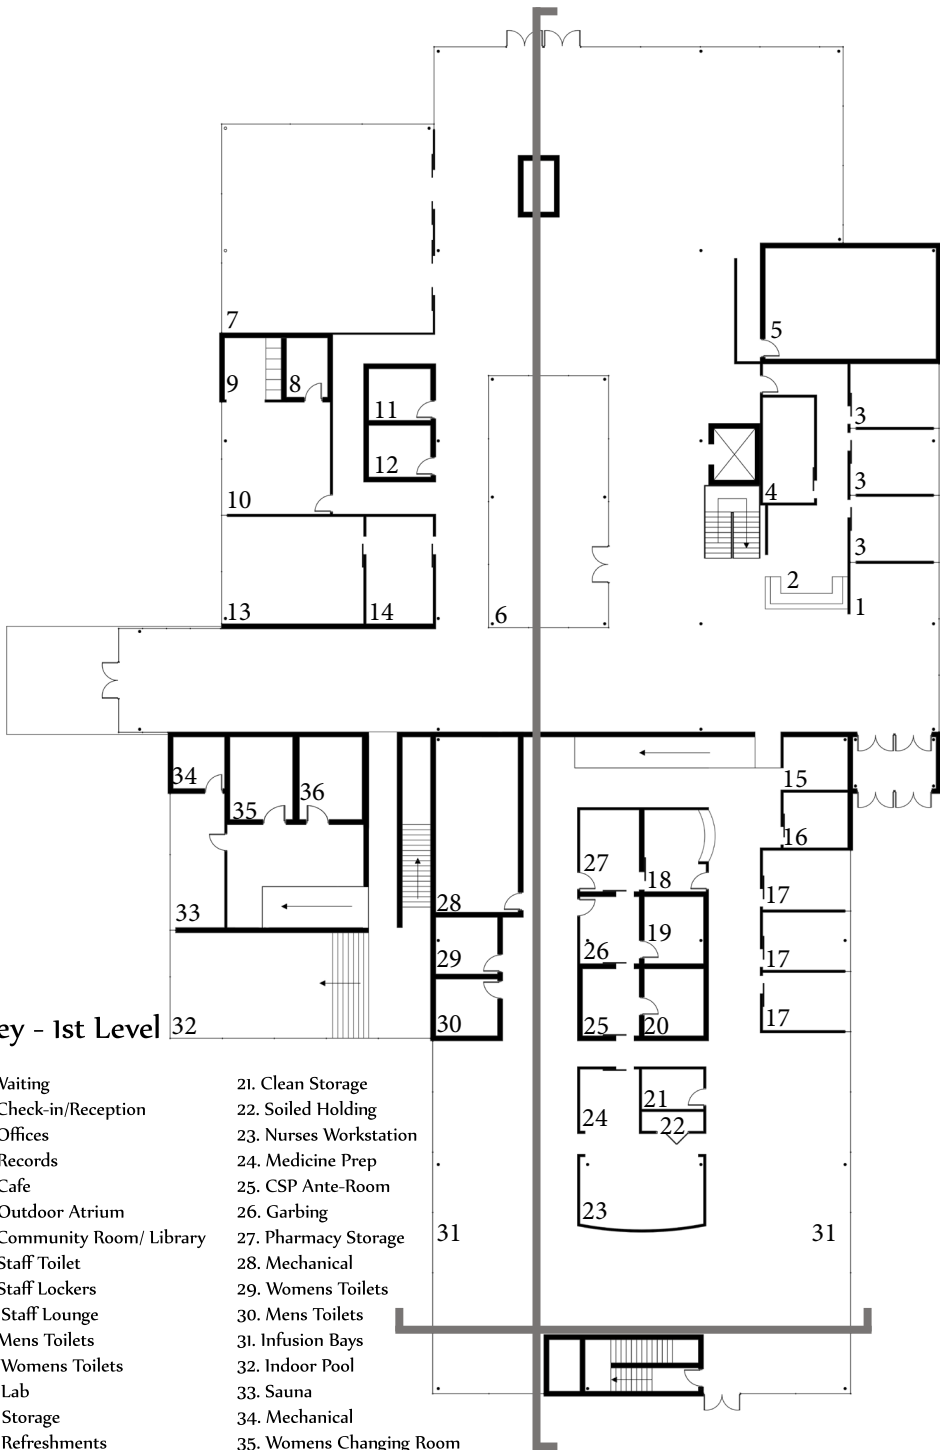 7
5
9
8
11
3
12
3
4
10
3
2
1
13
14
6
34
35
36
15
16
27
18
17
28
33
19
26
29
17
32
30
25
20
17
21
24
22
23
31
31
ey - 1st Level
Waiting
Check-in/Reception
Offices
Records
Cafe
Outdoor Atrium
Community Room/ Library
Staff Toilet
Staff Lockers
Staff Lounge
Mens Toilets
Womens Toilets
Lab
Storage
Refreshments
21. Clean Storage
22. Soiled Holding
23. Nurses Workstation
24. Medicine Prep
25. CSP Ante-Room
26. Garbing
27. Pharmacy Storage
28. Mechanical
29. Womens Toilets
30. Mens Toilets
31. Infusion Bays
32. Indoor Pool
33. Sauna
34. Mechanical
35. Womens Changing Room